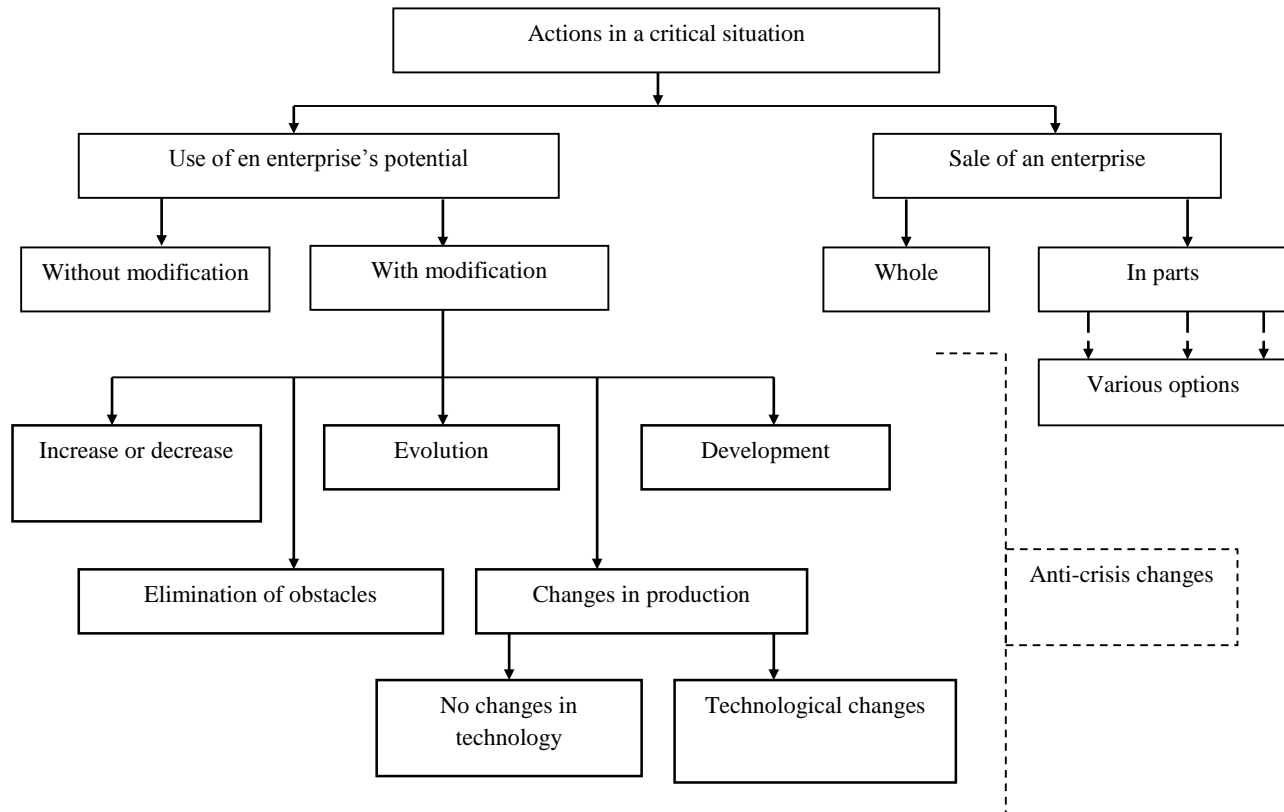 Actions in a critical situation
Use of en enterprise’s potential
Sale of an enterprise
Without modification
With modification
Whole
In parts
Various options
Increase or decrease
Evolution
Development
Elimination of obstacles
Changes in production
Anti-crisis changes
No changes in
technology
Technological changes